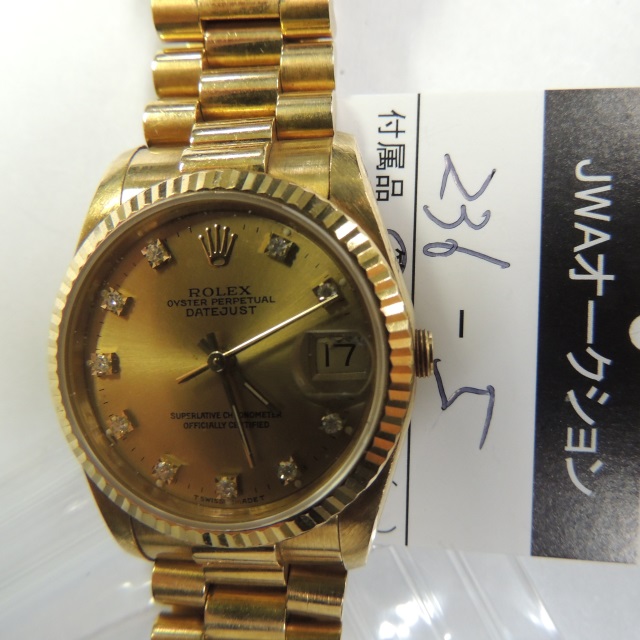 ROLEX
OYSTER PERPETUAL
DATEJUST
17
SUPERLATIVE CHRONOMETER
OFFICIALLY CERTIFIED
付属品
236-5
JWAオークション